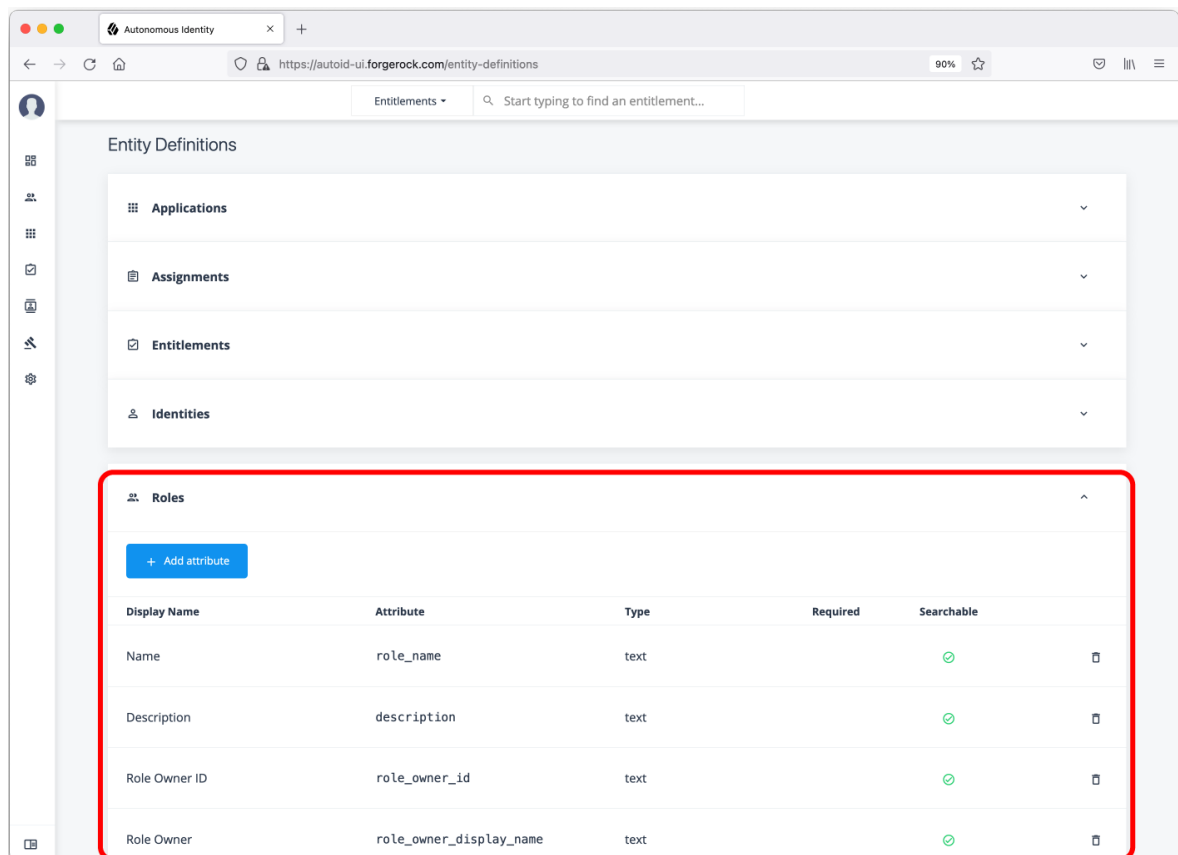 Autonomous Identity
https://autoid-ui.forgerock.com/entity-definitions
90%
Entitlements
Start typing to find an entitlement...
Entity Definitions
Applications
Assignments
Entitlements
Identities
Roles
+ Add attribute
Display Name Attribute Type Required Searchable
Name role_name text
Description description text
Role Owner ID role_owner_id text
Role Owner role_owner_display_name text